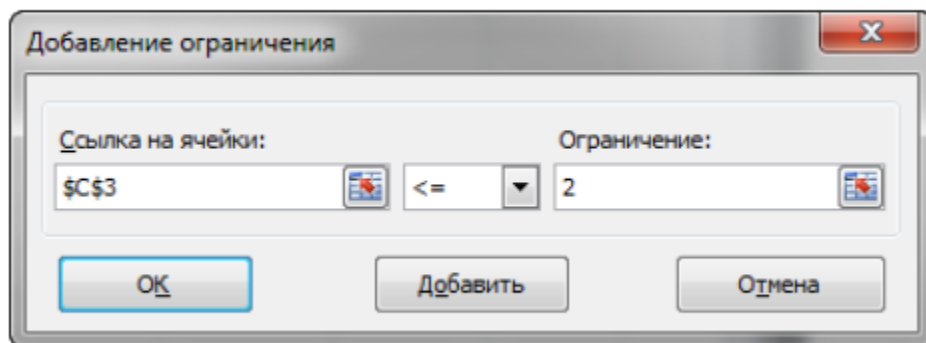 Добавление ограничения
Ссылка на ячейки:
Ограничение:
$C$3
<=
2
ОК
Добавить
Отмена